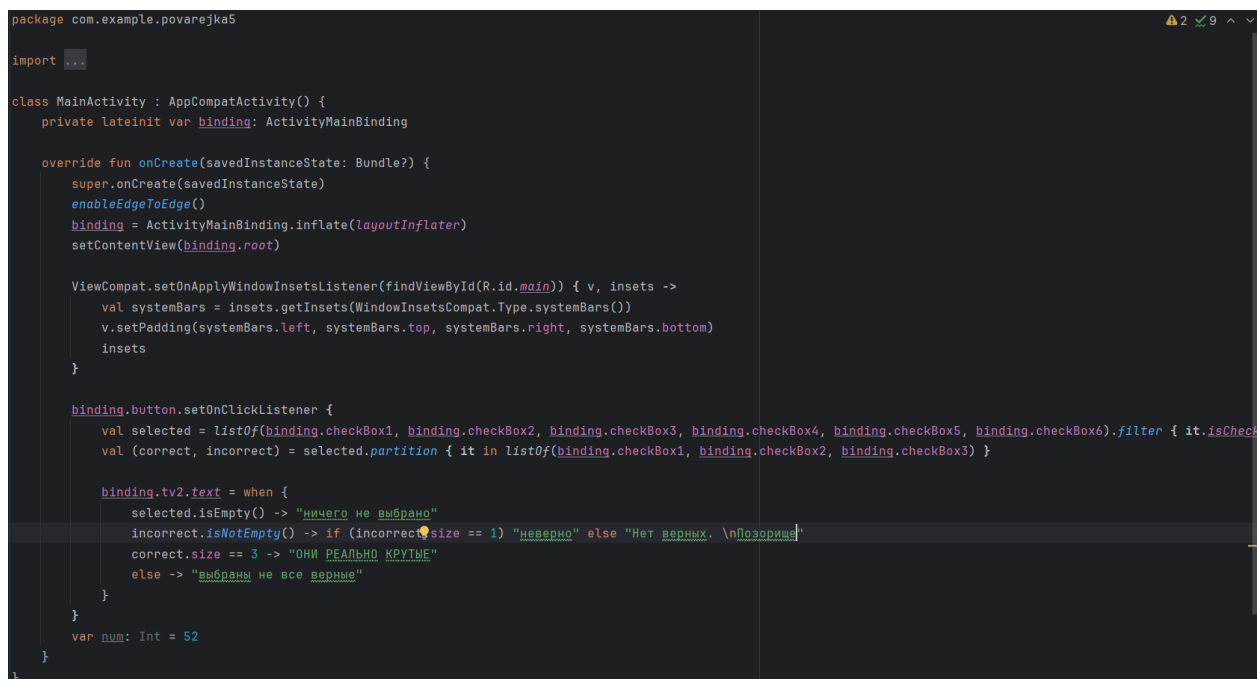 package com.example.povarejka5
2 9
import ...
class MainActivity : AppCompatActivity() {
    private lateinit var binding: ActivityMainBinding
    override fun onCreate(savedInstanceState: Bundle?) {
        super.onCreate(savedInstanceState)
        enableEdgeToEdge()
        binding = ActivityMainBinding.inflate(layoutInflater)
        setContentView(binding.root)
        ViewCompat.setOnApplyWindowInsetsListener(findViewById(R.id.main)) { v, insets ->
            val systemBars = insets.getInsets(WindowInsetsCompat.Type.systemBars())
            v.setPadding(systemBars.left, systemBars.top, systemBars.right, systemBars.bottom)
            insets
        }
        binding.button.setOnClickListener {
            val selected = listOf(binding.checkBox1, binding.checkBox2, binding.checkBox3, binding.checkBox4, binding.checkBox5, binding.checkBox6).filter { it.isCheck
            val (correct, incorrect) = selected.partition { it in listOf(binding.checkBox1, binding.checkBox2, binding.checkBox3) }
            binding.tv2.text = when {
                selected.isEmpty() -> "ничего не выбрано"
                incorrect.isNotEmpty() -> if (incorrect.size == 1) "неверно" else "Нет верных. \nПозорище"
                correct.size == 3 -> "ОНИ РЕАЛЬНО КРУТЫЕ"
                else -> "выбраны не все верные"
            }
        }
        var num: Int = 52
    }
}